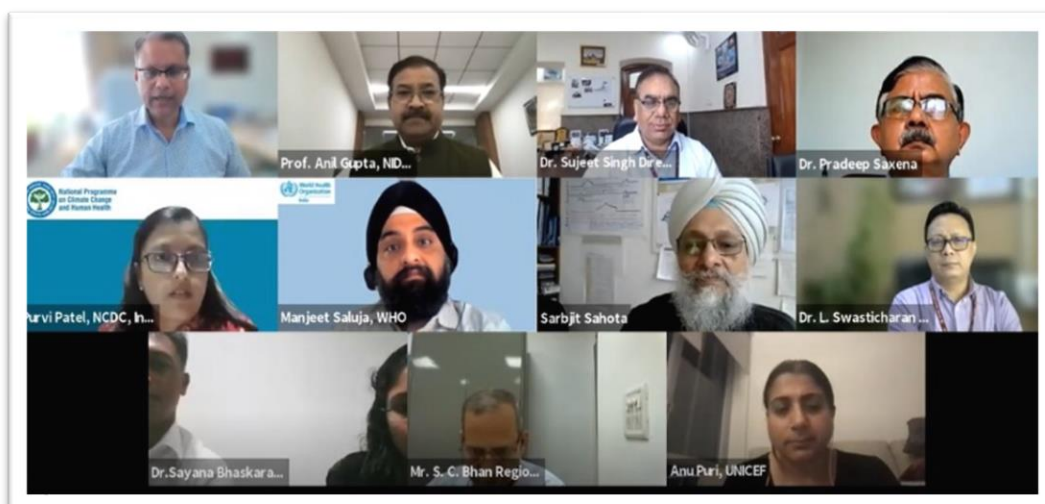 Prof. Anil Gupta, NID...
Dr. Sujeet Singh Dire...
Dr. Pradeep Saxena
National Programme
on Climate Change
and Human Health
World Health
Organization
India
Purvi Patel, NCDC, In...
Manjeet Saluja, WHO
Sarbjit Sahota
Dr. L. Swasticharan ...
Dr.Sayana Bhaskara...
Mr. S. C. Bhan Regio...
Anu Puri, UNICEF